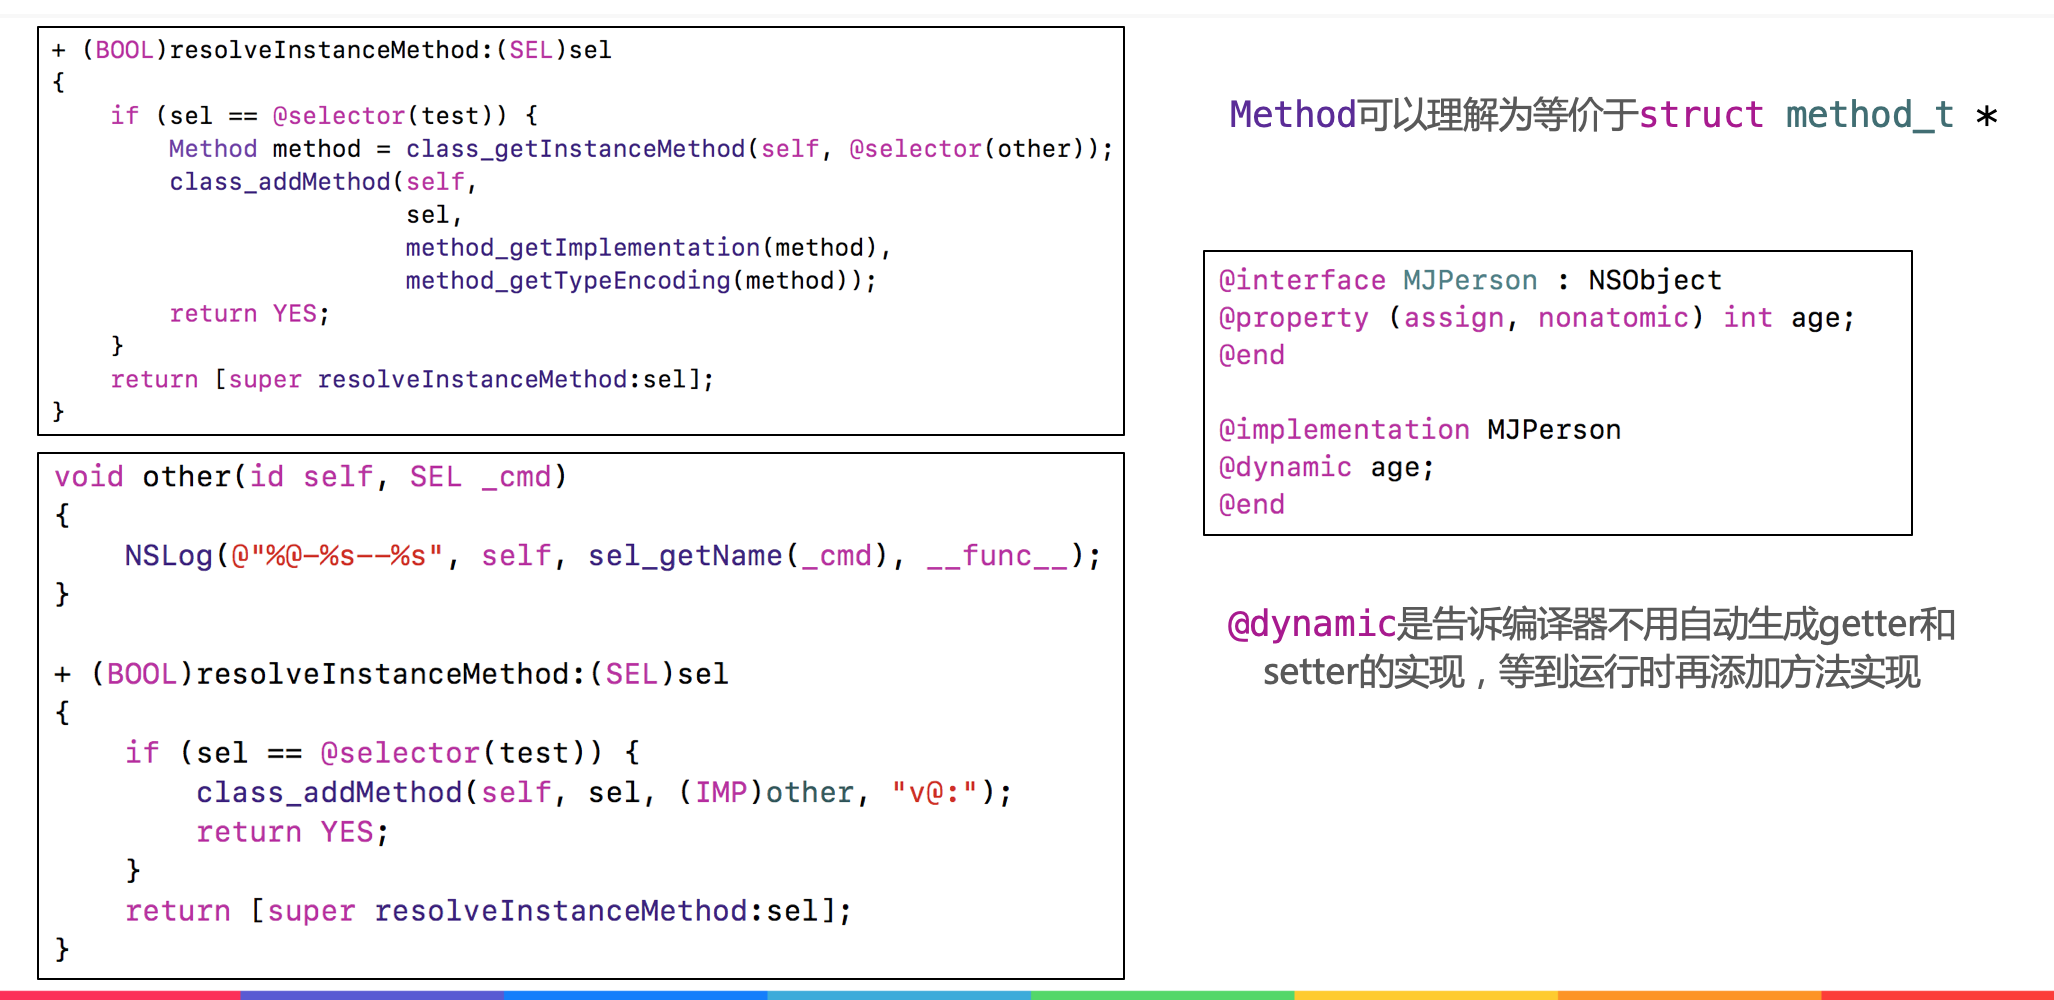 + (BOOL)resolveInstanceMethod:(SEL)sel
{
    if (sel == @selector(test)) {
        Method method = class_getInstanceMethod(self, @selector(other));
        class_addMethod(self,
                        sel,
                        method_getImplementation(method),
                        method_getTypeEncoding(method));
        return YES;
    }
    return [super resolveInstanceMethod:sel];
}
void other(id self, SEL _cmd)
{
    NSLog(@"%@-%s--%s", self, sel_getName(_cmd), __func__);
}
+ (BOOL)resolveInstanceMethod:(SEL)sel
{
    if (sel == @selector(test)) {
        class_addMethod(self, sel, (IMP)other, "v@:");
        return YES;
    }
    return [super resolveInstanceMethod:sel];
}
Method可以理解为等价于struct method_t *
@interface MJPerson : NSObject
@property (assign, nonatomic) int age;
@end
@implementation MJPerson
@dynamic age;
@end
@dynamic是告诉编译器不用自动生成getter和
setter的实现，等到运行时再添加方法实现